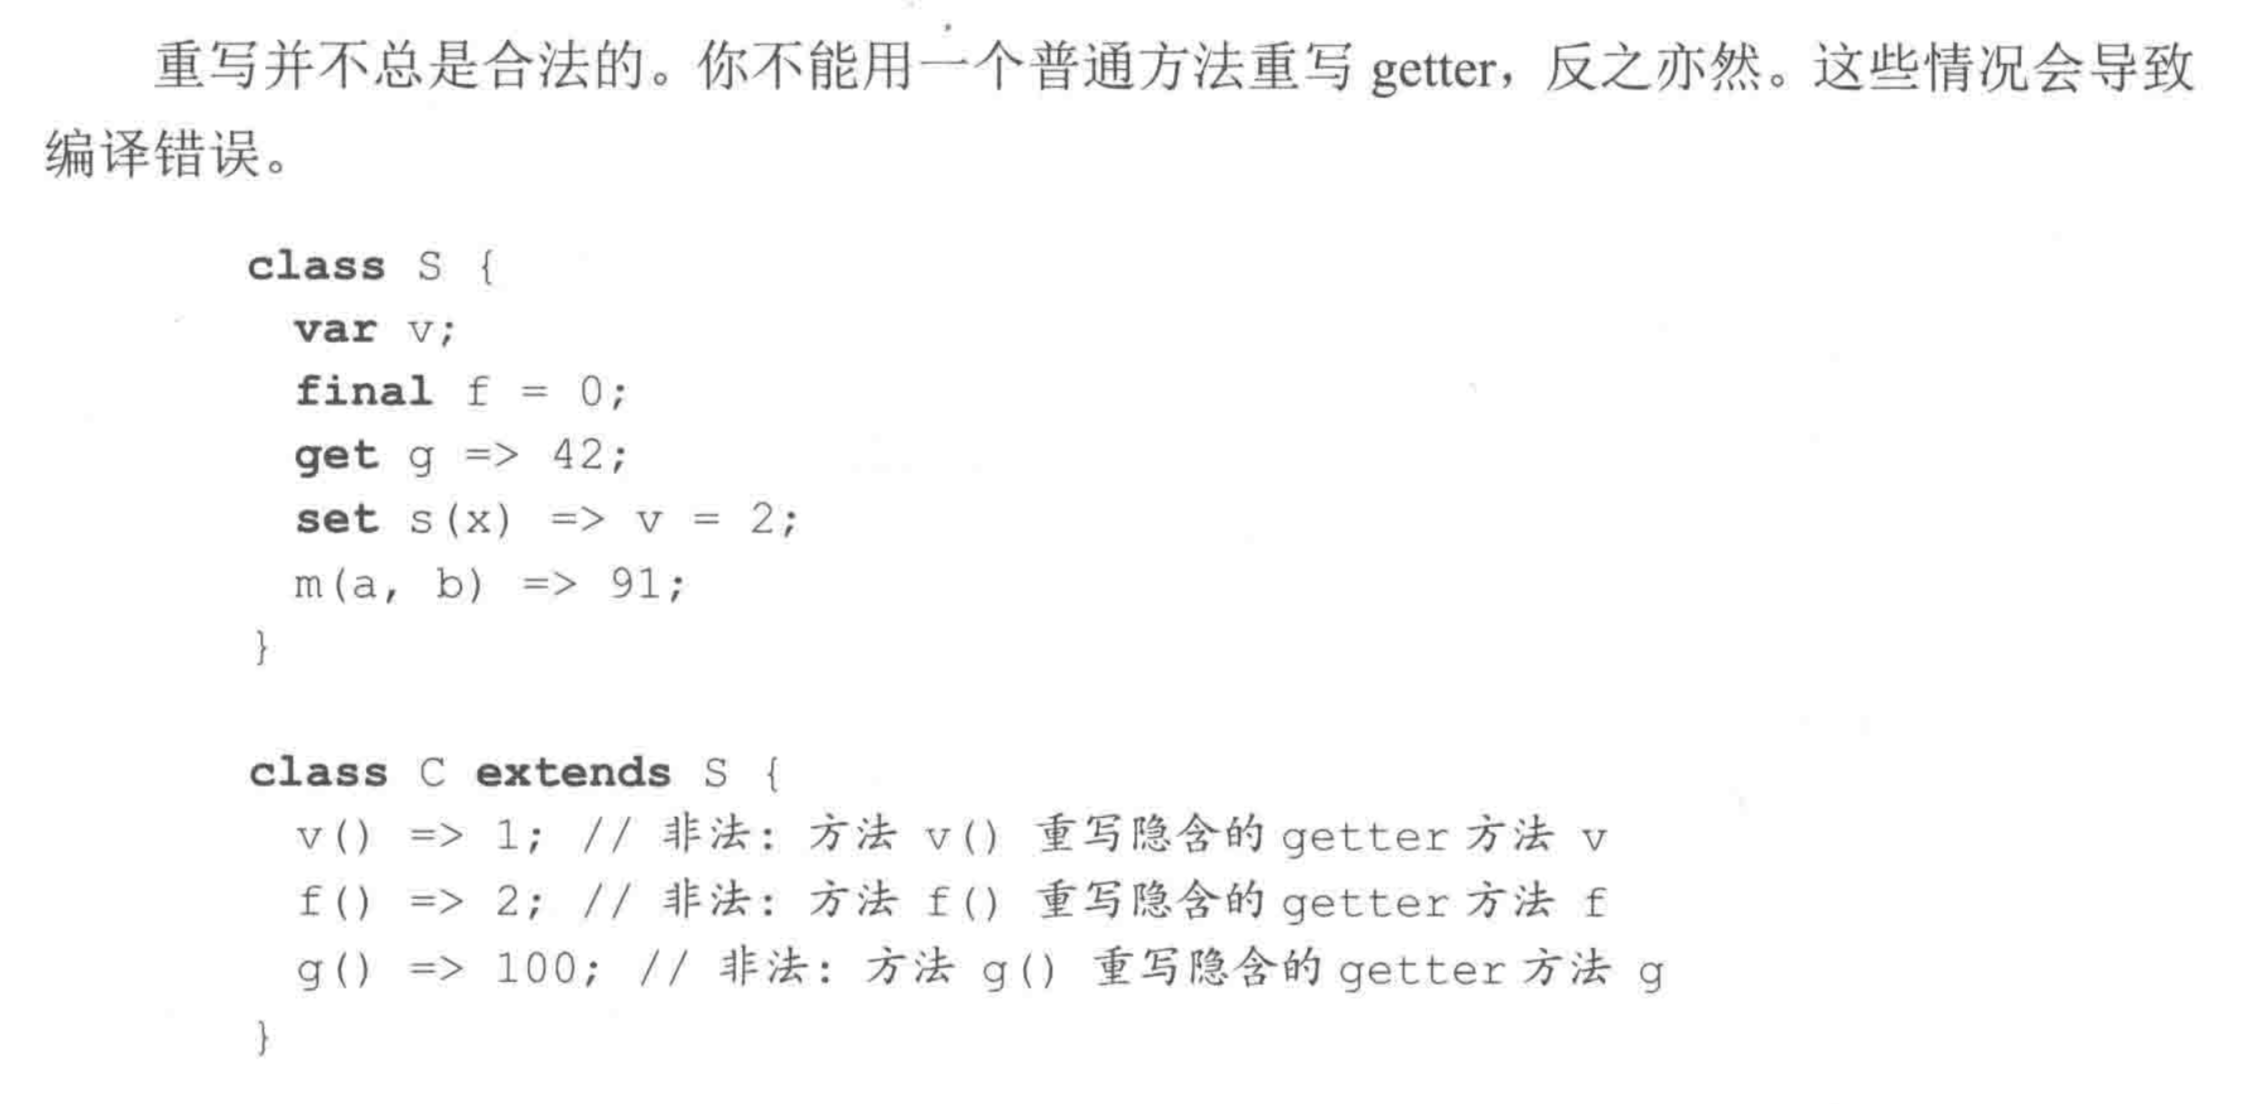 重写并不总是合法的。你不能用一个普通方法重写 getter，反之亦然。这些情况会导致
编译错误。
class S {
  var v;
  final f = 0;
  get g => 42;
  set s(x) => v = 2;
  m(a, b) => 91;
}
class C extends S {
  v() => 1; // 非法：方法 v() 重写隐含的 getter 方法 v
  f() => 2; // 非法：方法 f() 重写隐含的 getter 方法 f
  g() => 100; // 非法：方法 g() 重写隐含的 getter 方法 g
}